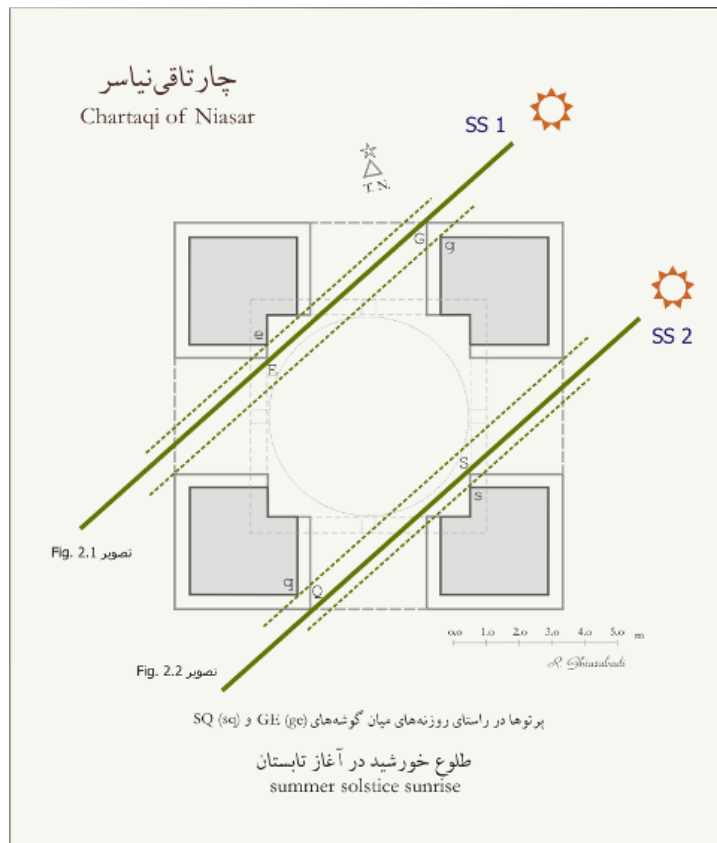 چارتاقی نیاسر
Chartaqi of Niasar
SS 1
T. N.
G
g
SS 2
e
E
S
s
Fig. 2.1 تصویر
q
Q
0.0 1.0 2.0 3.0 4.0 5.0 m
R. Ghiasabadi
Fig. 2.2 تصویر
پرتوها در راستای روزنه‌های میان گوشه‌های GE (ge) و SQ (sq)
طلوع خورشید در آغاز تابستان
summer solstice sunrise